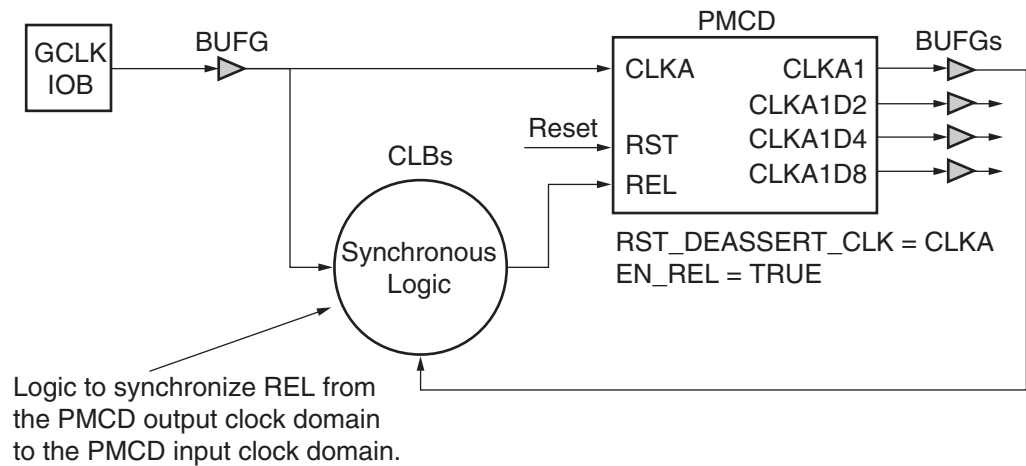 PMCD
BUFG
BUFGs
GCLK
IOB
CLKA
CLKA1
CLKA1D2
Reset
CLKA1D4
RST
CLBs
CLKA1D8
REL
Synchronous
Logic
RST_DEASSERT_CLK = CLKA
EN_REL = TRUE
Logic to synchronize REL from
the PMCD output clock domain
to the PMCD input clock domain.